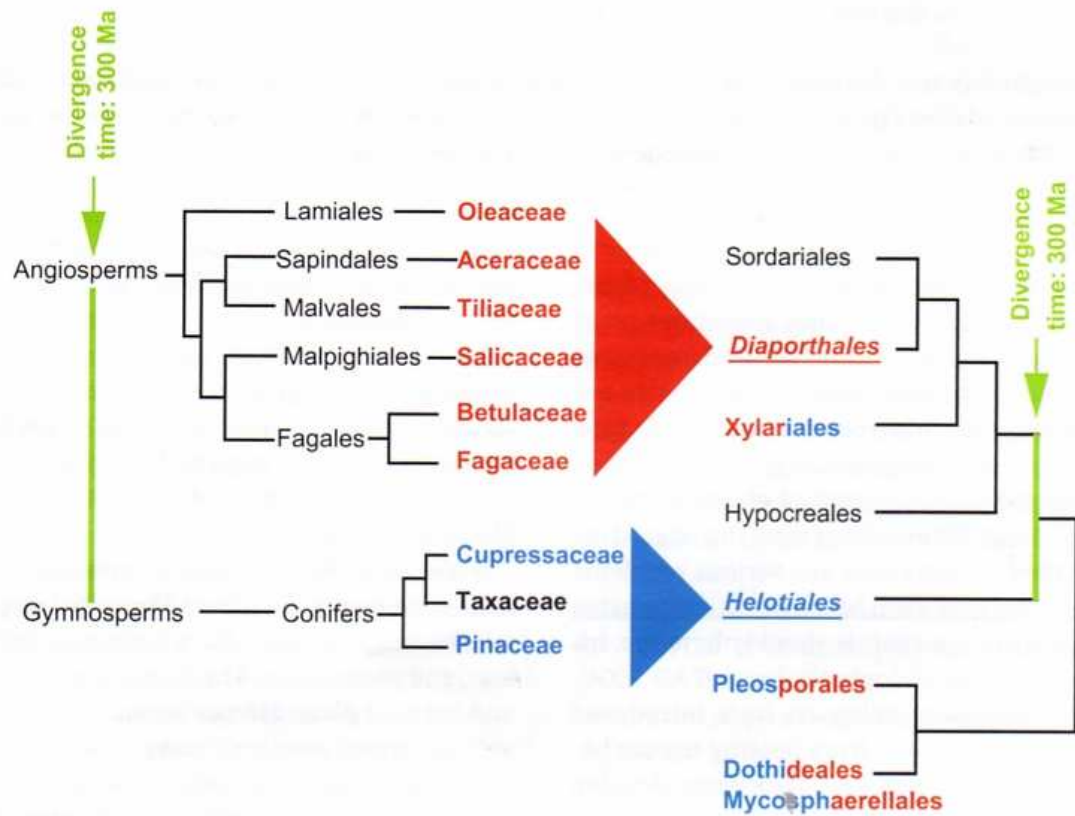 Divergence
time: 300 Ma
Angiosperms
Gymnosperms
Lamiales
Sapindales
Malvales
Malpighiales
Fagales
Conifers
Oleaceae
Aceraceae
Tiliaceae
Salicaceae
Betulaceae
Fagaceae
Cupressaceae
Taxaceae
Pinaceae
Sordariales
Diaporthales
Xylariales
Hypocreales
Helotiales
Pleosporales
Dothideales
Mycosphaerellales
Divergence
time: 300 Ma